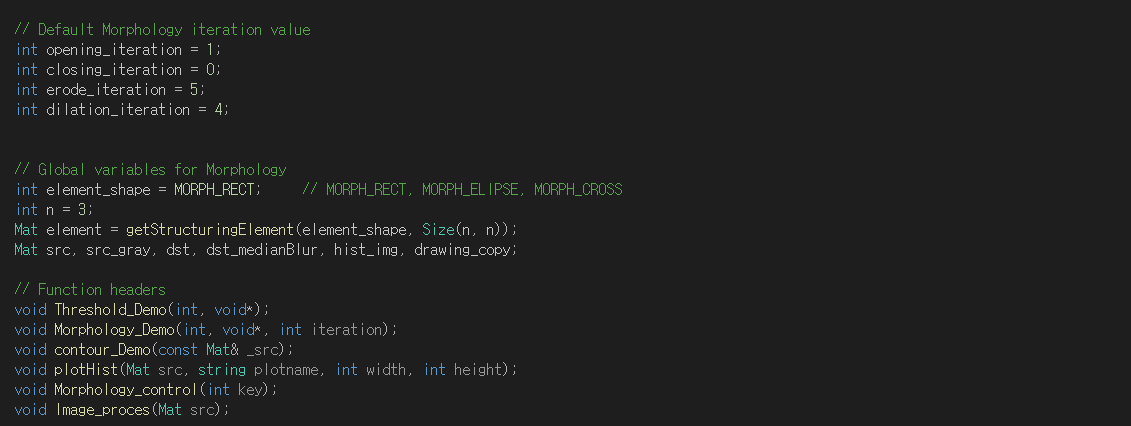 // Default Morphology iteration value
int opening_iteration = 1;
int closing_iteration = 0;
int erode_iteration = 5;
int dilation_iteration = 4;
// Global variables for Morphology
int element_shape = MORPH_RECT;     // MORPH_RECT, MORPH_ELIPSE, MORPH_CROSS
int n = 3;
Mat element = getStructuringElement(element_shape, Size(n, n));
Mat src, src_gray, dst, dst_medianBlur, hist_img, drawing_copy;
// Function headers
void Threshold_Demo(int, void*);
void Morphology_Demo(int, void*, int iteration);
void contour_Demo(const Mat& _src);
void plotHist(Mat src, string plotname, int width, int height);
void Morphology_control(int key);
void Image_proces(Mat src);